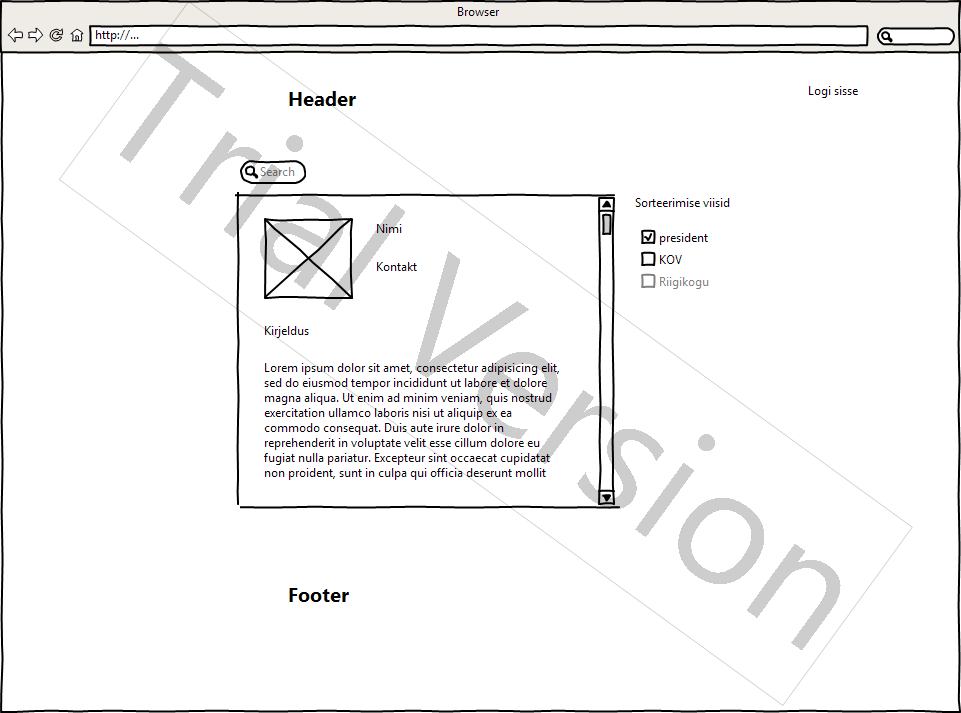 Browser
http://...
Header
Logi sisse
Search
Sorteerimise viisid
president
KOV
Riigikogu
Nimi
Kontakt
Kirjeldus
Lorem ipsum dolor sit amet, consectetur adipisicing elit,
sed do eiusmod tempor incididunt ut labore et dolore
magna aliqua. Ut enim ad minim veniam, quis nostrud
exercitation ullamco laboris nisi ut aliquip ex ea
commodo consequat. Duis aute irure dolor in
reprehenderit in voluptate velit esse cillum dolore eu
fugiat nulla pariatur. Excepteur sint occaecat cupidatat
non proident, sunt in culpa qui officia deserunt mollit
Footer
Trial Version